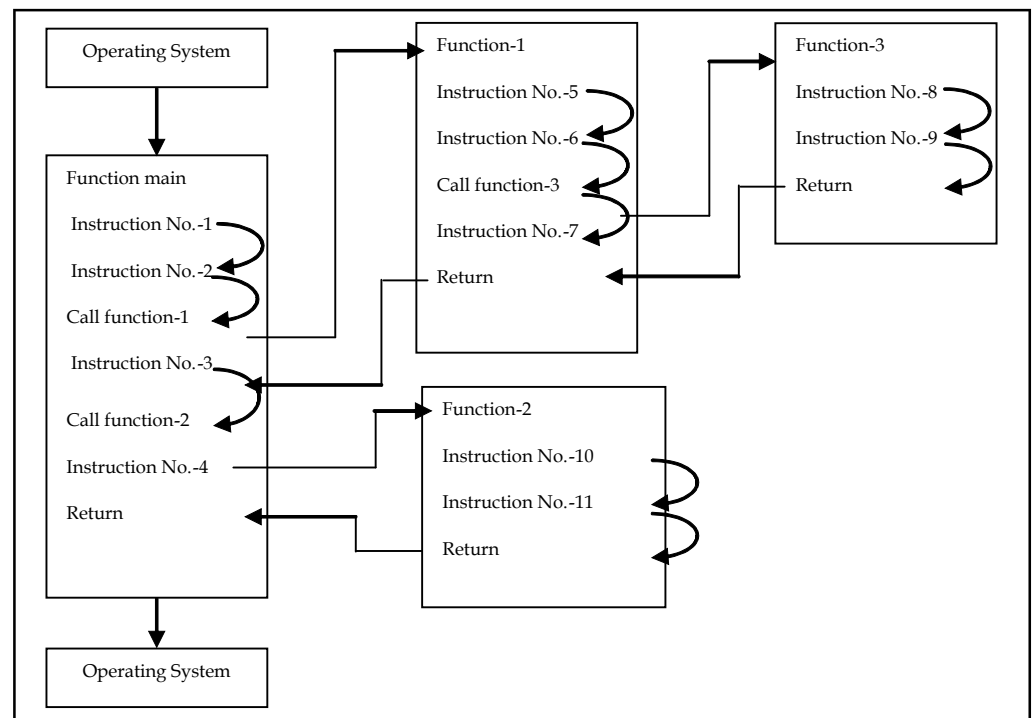 Operating System
Function main
Instruction No.-1
Instruction No.-2
Call function-1
Instruction No.-3
Call function-2
Instruction No.-4
Return
Operating System
Function-1
Instruction No.-5
Instruction No.-6
Call function-3
Instruction No.-7
Return
Function-3
Instruction No.-8
Instruction No.-9
Return
Function-2
Instruction No.-10
Instruction No.-11
Return